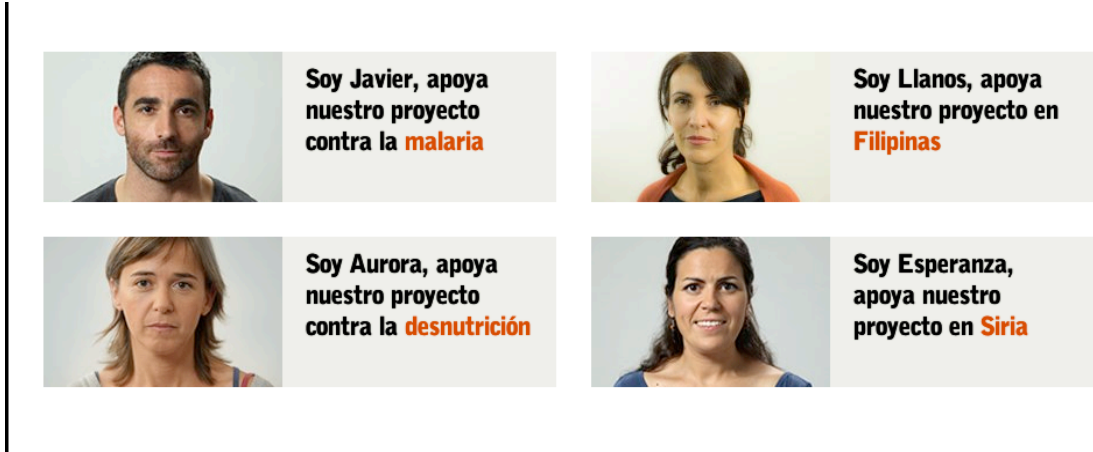 Soy Javier, apoya
nuestro proyecto
contra la malaria
Soy Llanos, apoya
nuestro proyecto en
Filipinas
Soy Aurora, apoya
nuestro proyecto
contra la desnutrición
Soy Esperanza,
apoya nuestro
proyecto en Siria